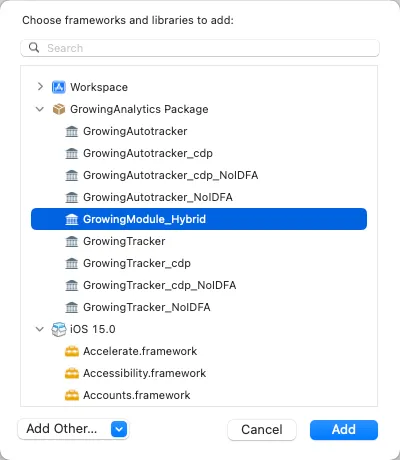 Choose frameworks and libraries to add:
Search
Workspace
GrowingAnalytics Package
GrowingAutotracker
GrowingAutotracker_cdp
GrowingAutotracker_cdp_NoIDFA
GrowingAutotracker_NoIDFA
GrowingModule_Hybrid
GrowingTracker
GrowingTracker_cdp
GrowingTracker_cdp_NoIDFA
GrowingTracker_NoIDFA
iOS 15.0
Accelerate.framework
Accessibility.framework
Accounts.framework
Add Other... Cancel Add